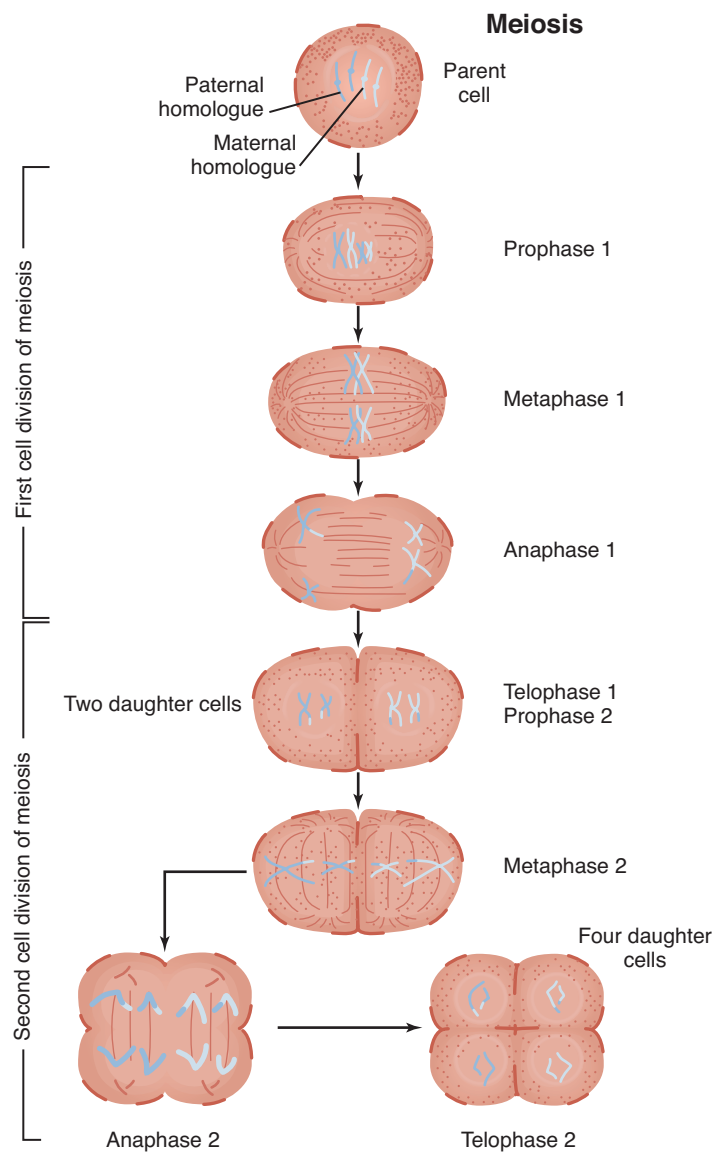 Meiosis
Parent
cell
Paternal
homologue
Maternal
homologue
First cell division of meiosis
Prophase 1
Metaphase 1
Anaphase 1
Second cell division of meiosis
Two daughter cells
Telophase 1
Prophase 2
Metaphase 2
Four daughter
cells
Anaphase 2
Telophase 2